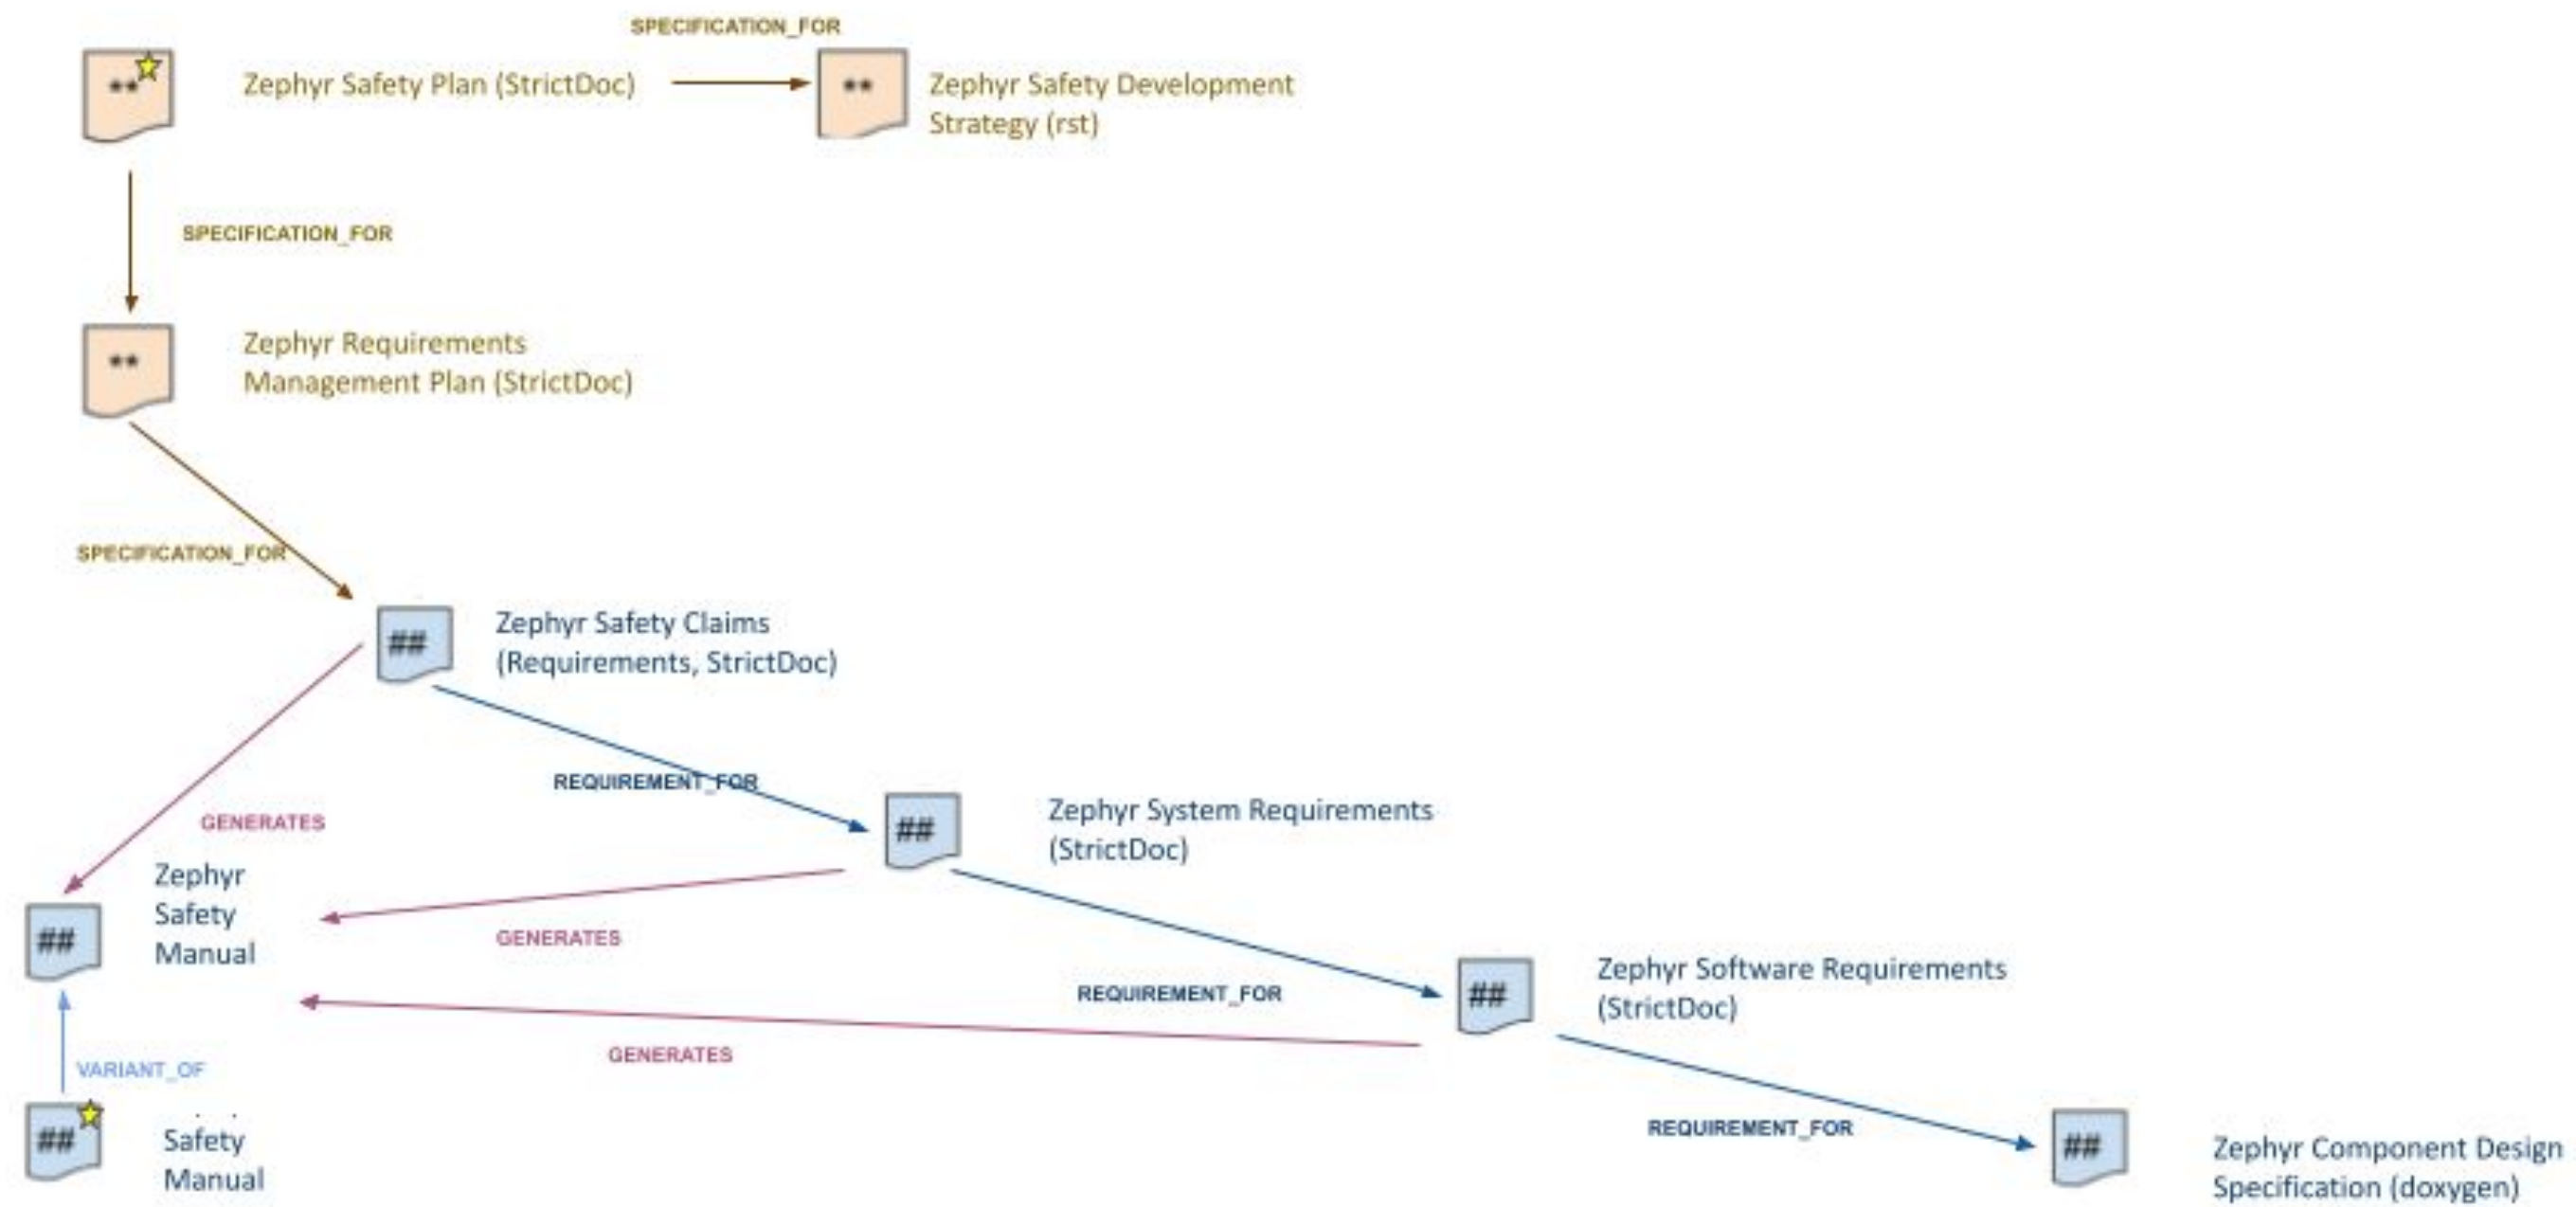 SPECIFICATION_FOR
**
Zephyr Safety Plan (StrictDoc)
**
Zephyr Safety Development
Strategy (rst)
SPECIFICATION_FOR
**
Zephyr Requirements
Management Plan (StrictDoc)
SPECIFICATION_FOR
##
Zephyr Safety Claims
(Requirements, StrictDoc)
REQUIREMENT_FOR
GENERATES
##
Zephyr System Requirements
(StrictDoc)
##
Zephyr
Safety
Manual
GENERATES
REQUIREMENT_FOR
##
Zephyr Software Requirements
(StrictDoc)
GENERATES
VARIANT_OF
##
Safety
Manual
REQUIREMENT_FOR
##
Zephyr Component Design
Specification (doxygen)